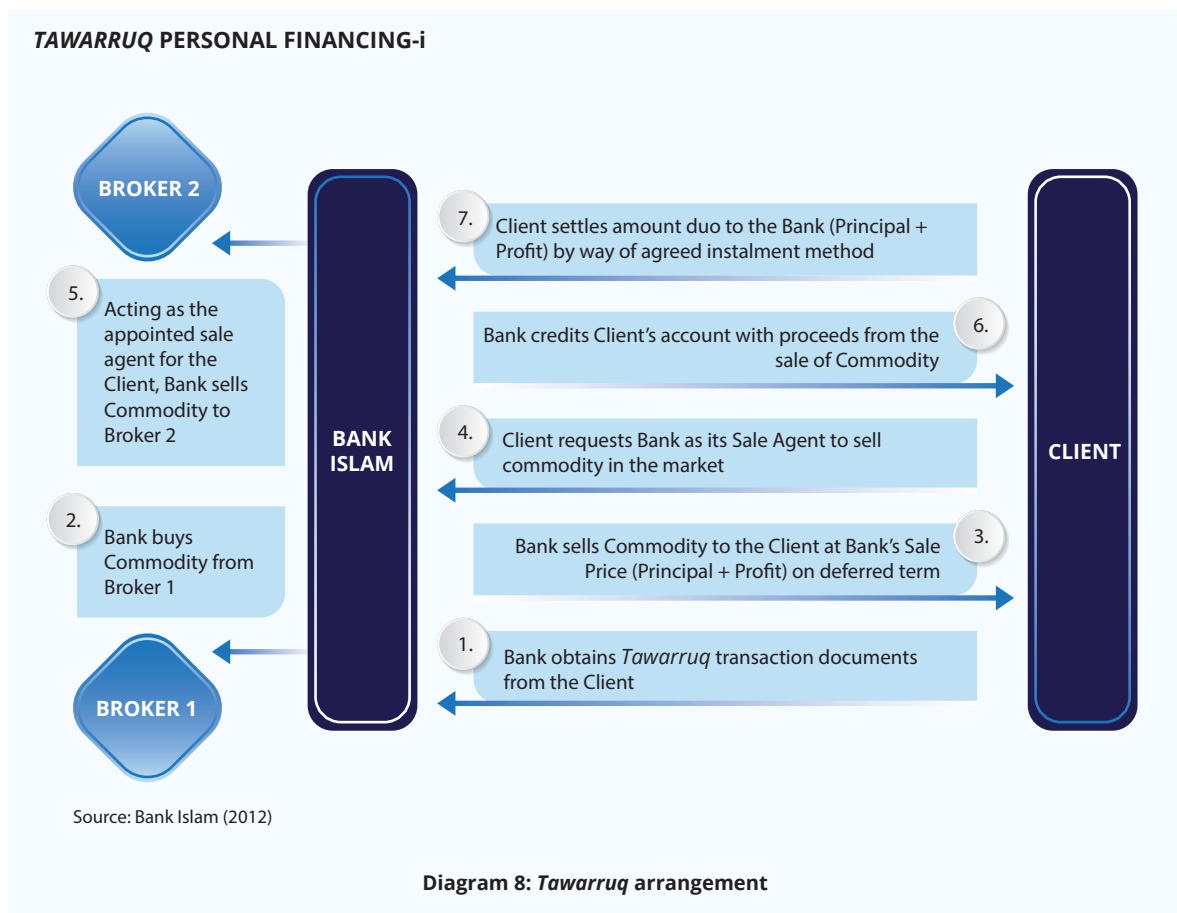 TAWARRUQ PERSONAL FINANCING-i
BROKER 2
5.
Acting as the
appointed sale
agent for the
Client, Bank sells
Commodity to
Broker 2
2.
Bank buys
Commodity from
Broker 1
BROKER 1
BANK
ISLAM
7.
Client settles amount duo to the Bank (Principal +
Profit) by way of agreed instalment method
6.
Bank credits Client’s account with proceeds from the
sale of Commodity
4.
Client requests Bank as its Sale Agent to sell
commodity in the market
3.
Bank sells Commodity to the Client at Bank’s Sale
Price (Principal + Profit) on deferred term
1.
Bank obtains Tawarruq transaction documents
from the Client
CLIENT
Source: Bank Islam (2012)
Diagram 8: Tawarruq arrangement